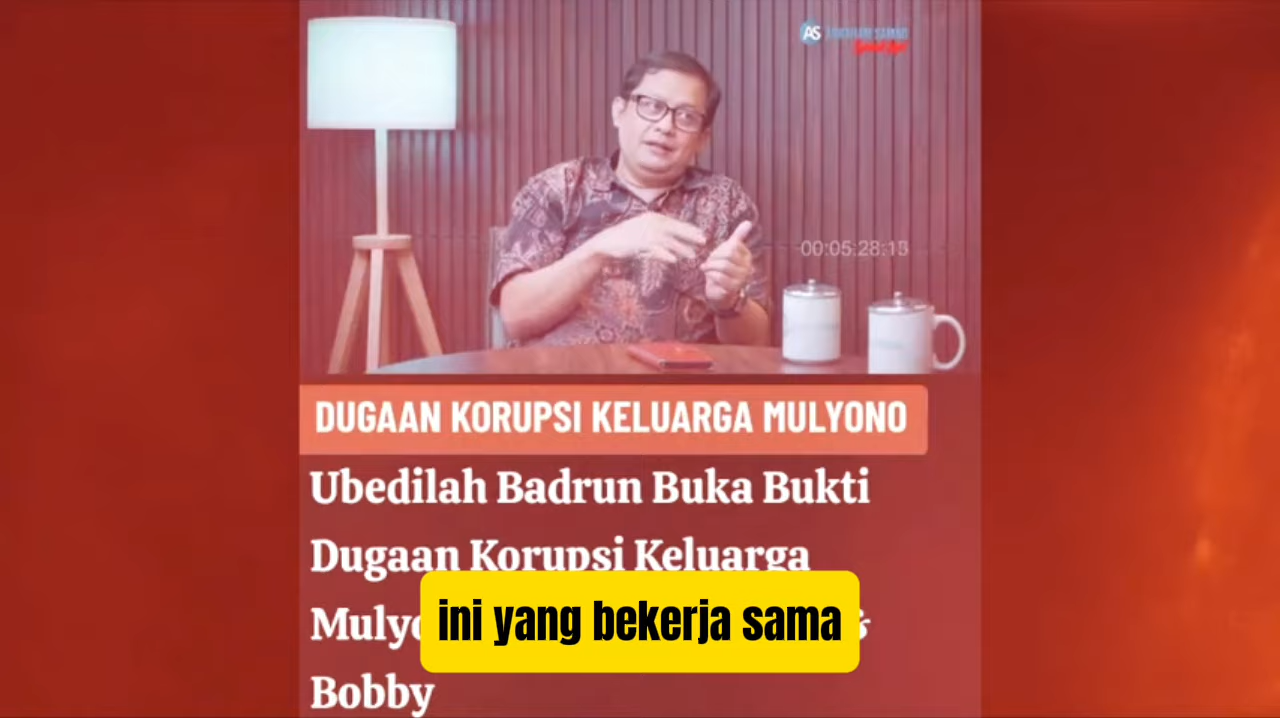 AS
00:05:28:13
DUGAAN KORUPSI KELUARGA MULYONO
Ubedilah Badrun Buka Bukti
Dugaan Korupsi Keluarga
&
ini yang bekerja sama
Bobby